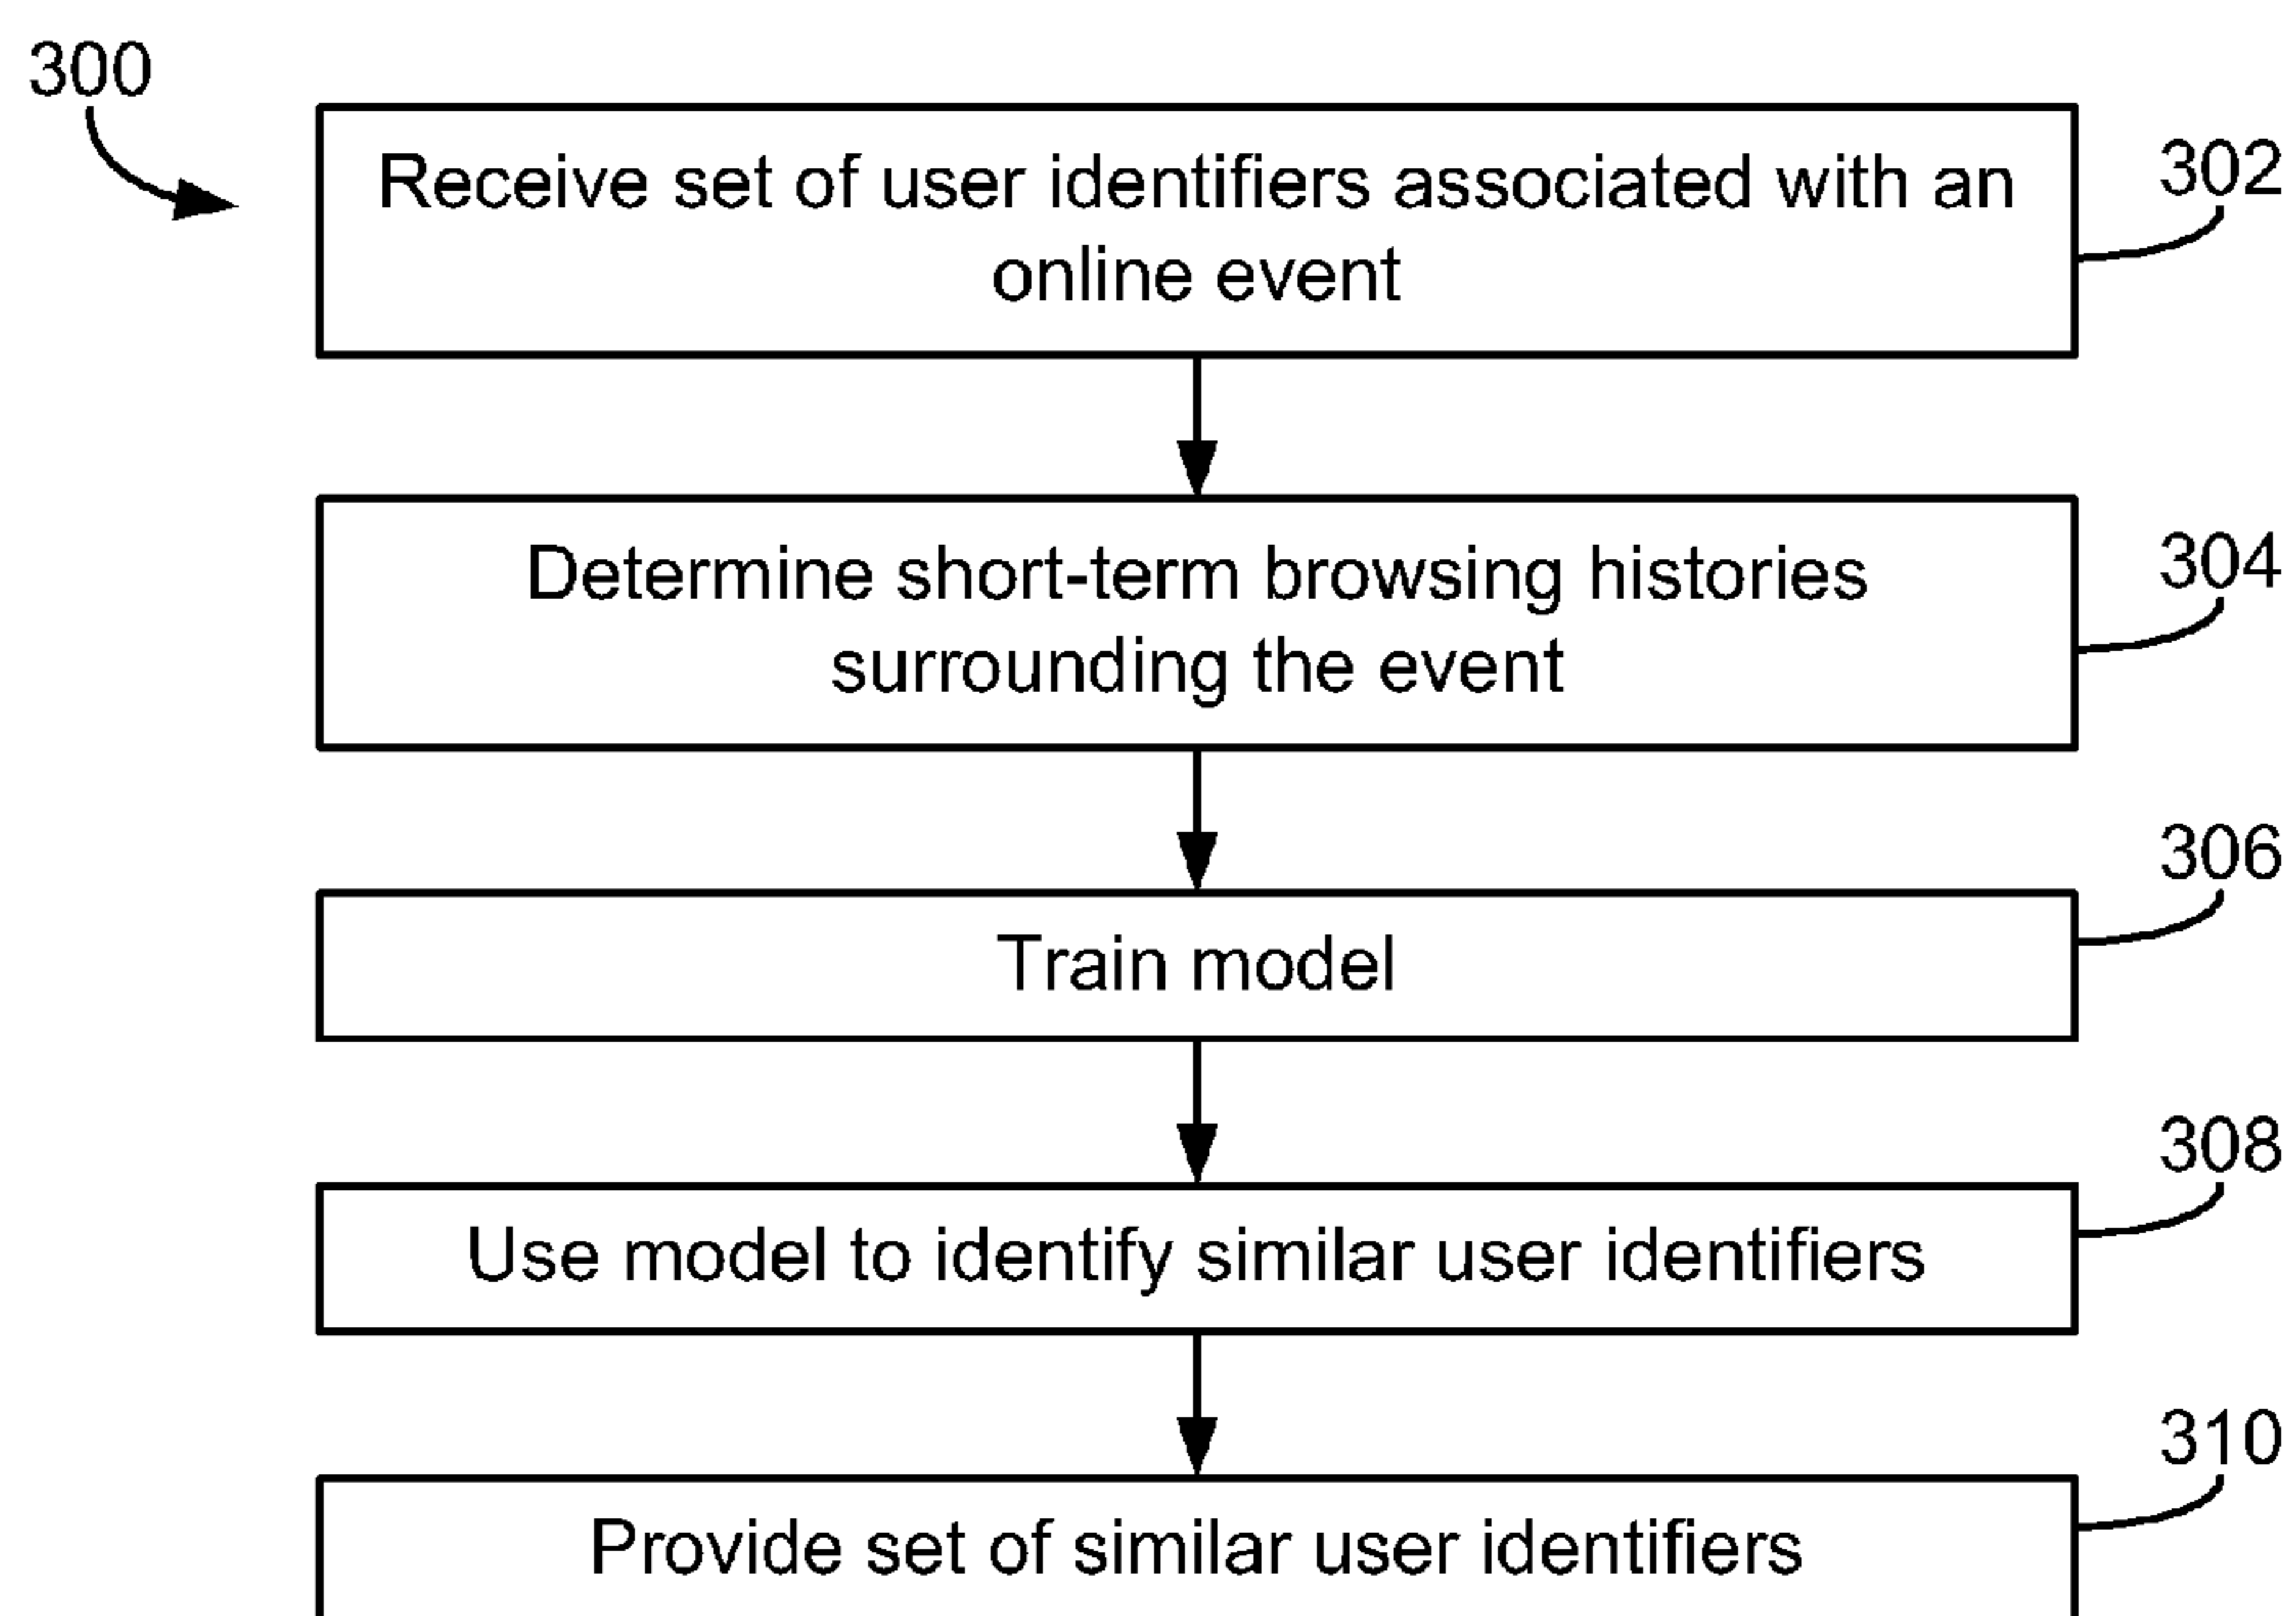 300
Receive set of user identifiers associated with an
online event
302
Determine short-term browsing histories
surrounding the event
304
306
Train model
308
Use model to identify similar user identifiers
310
Provide set of similar user identifiers